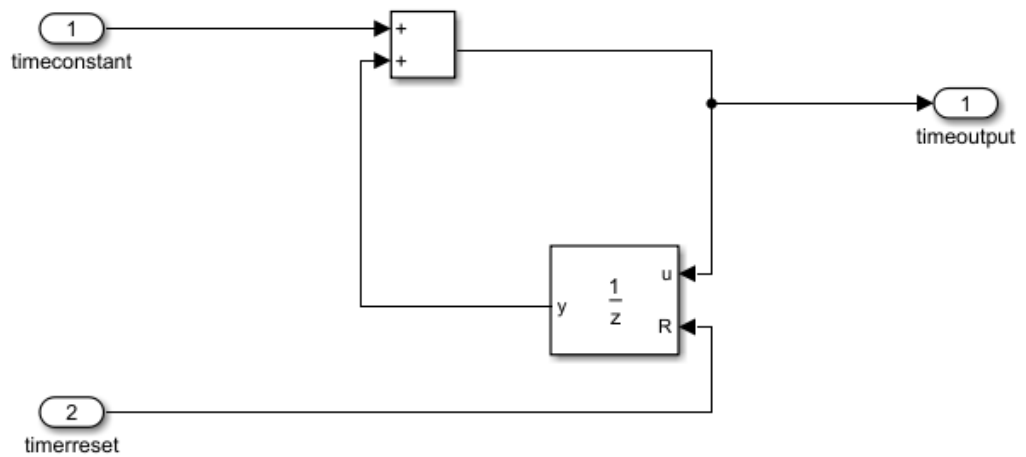 1
timeconstant
+
+
1
timeoutput
u
1
z
y
R
2
timerreset